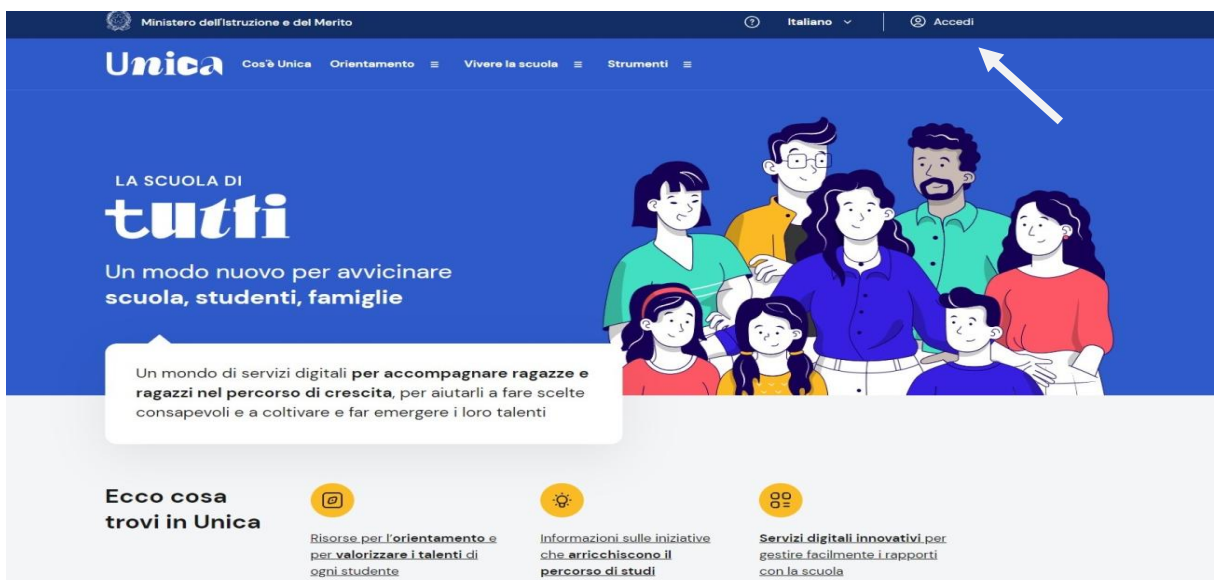 Ministero dell'Istruzione e del Merito
Italiano
Accedi
Unica
Cos'è Unica
Orientamento
Vivere la scuola
Strumenti
LA SCUOLA DI
tutti
Un modo nuovo per avvicinare
scuola, studenti, famiglie
Un mondo di servizi digitali per accompagnare ragazze e
ragazzi nel percorso di crescita, per aiutarli a fare scelte
consapevoli e a coltivare e far emergere i loro talenti
Ecco cosa
trovi in Unica
Risorse per l'orientamento e
per valorizzare i talenti di
ogni studente
Informazioni sulle iniziative
che arricchiscono il
percorso di studi
Servizi digitali innovativi per
gestire facilmente i rapporti
con la scuola